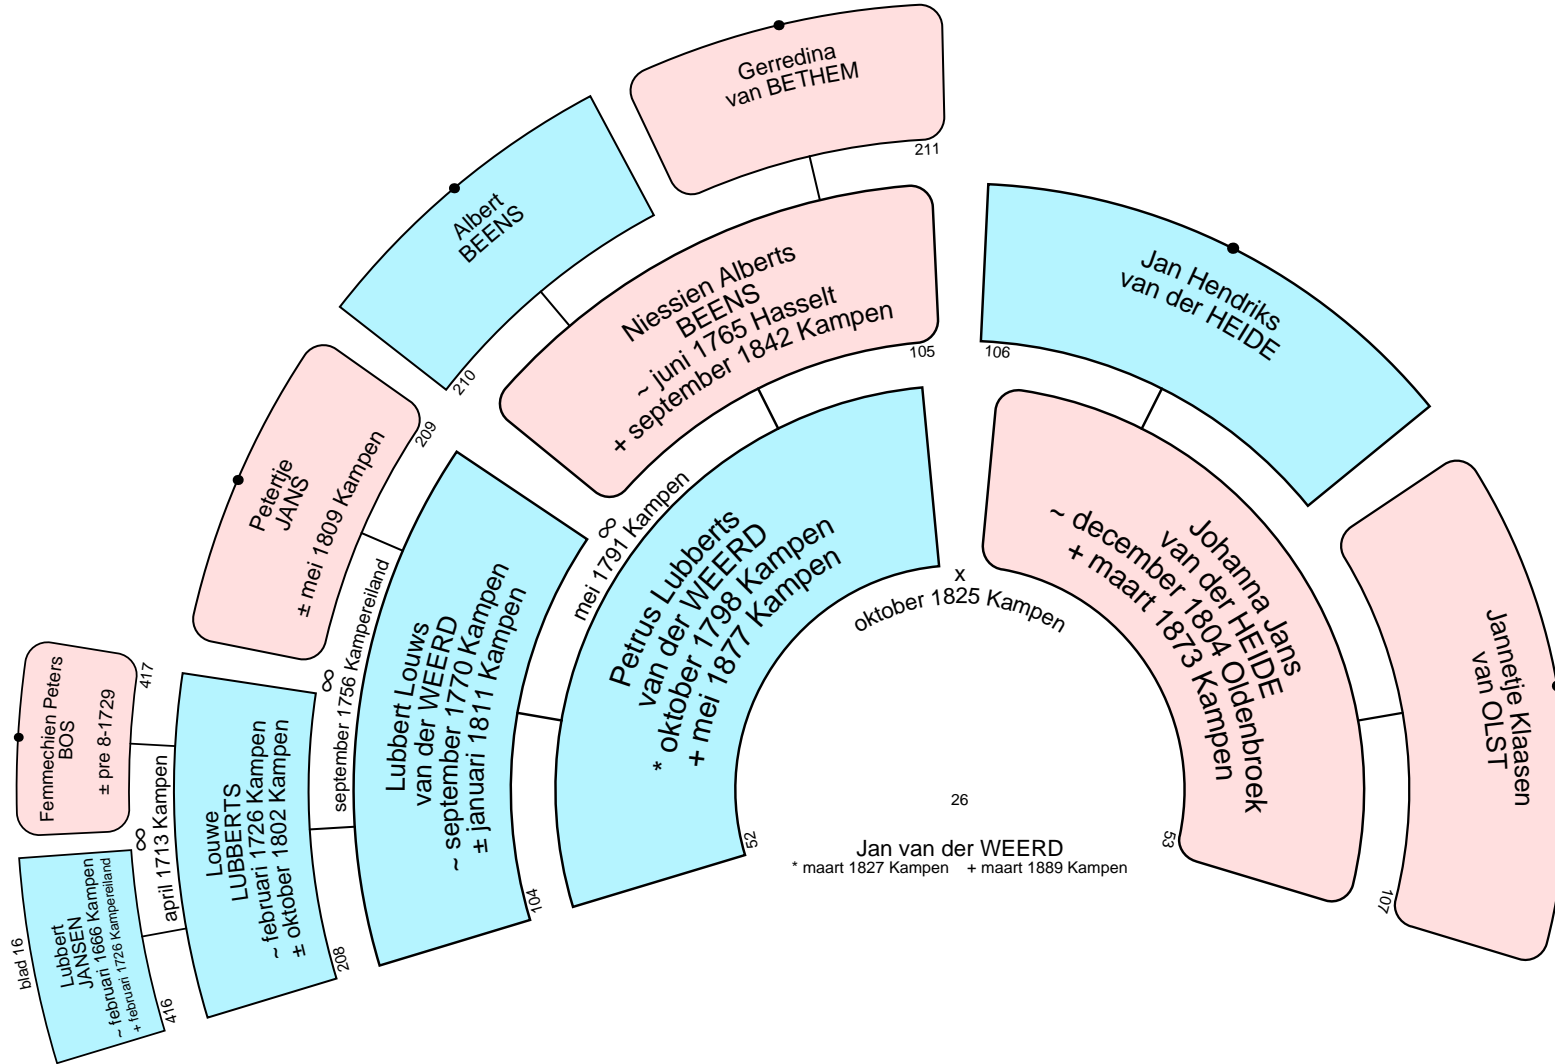 Gerredina
van BETHEM
211
Albert
BEENS
210
Niessien Alberts
BEENS
~ juni 1765 Hasselt
+ september 1842 Kampen
105
Jan Hendriks
van der HEIDE
106
Petertje
JANS
± mei 1809 Kampen
209
∞
mei 1791 Kampen
Petrus Lubberts
van der WEERD
* oktober 1798 Kampen
+ mei 1877 Kampen
52
x
oktober 1825 Kampen
Johanna Jans
van der HEIDE
~ december 1804 Oldenbroek
+ maart 1873 Kampen
53
Jannetje Klaasen
van OLST
107
∞
september 1756 Kampereiland
Lubbert Louws
van der WEERD
~ september 1770 Kampen
± januari 1811 Kampen
104
Femmechien Peters
BOS
± pre 8-1729
417
∞
april 1713 Kampen
Louwe
LUBBERTS
~ februari 1726 Kampen
± oktober 1802 Kampen
208
blad 16
Lubbert
JANSEN
~ februari 1666 Kampen
+ februari 1726 Kampereiland
416
26
Jan van der WEERD
* maart 1827 Kampen + maart 1889 Kampen